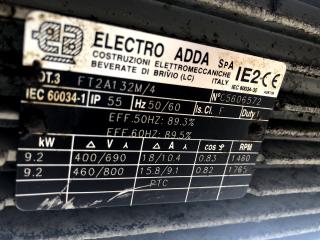 ELECTRO ADDA SPA
COSTRUZIONI ELETTROMECCANICHE
BEVERATE DI BRIVIO (LC) ITALY
IE2 CE
IEC 60034-30
OT.3 FT2A132M/4 N°C5806572
IEC 60034-1 IP 55 Hz 50/60 Is.Cl. F Duty
EFF.50HZ: 89.3%
EFF.60HZ: 89.5%
kW Δ V Y Δ A Y cos φ RPM
9.2 400/690 18/10.4 0.83 1460
9.2 460/800 15.8/9.1 0.82 1765
PTC